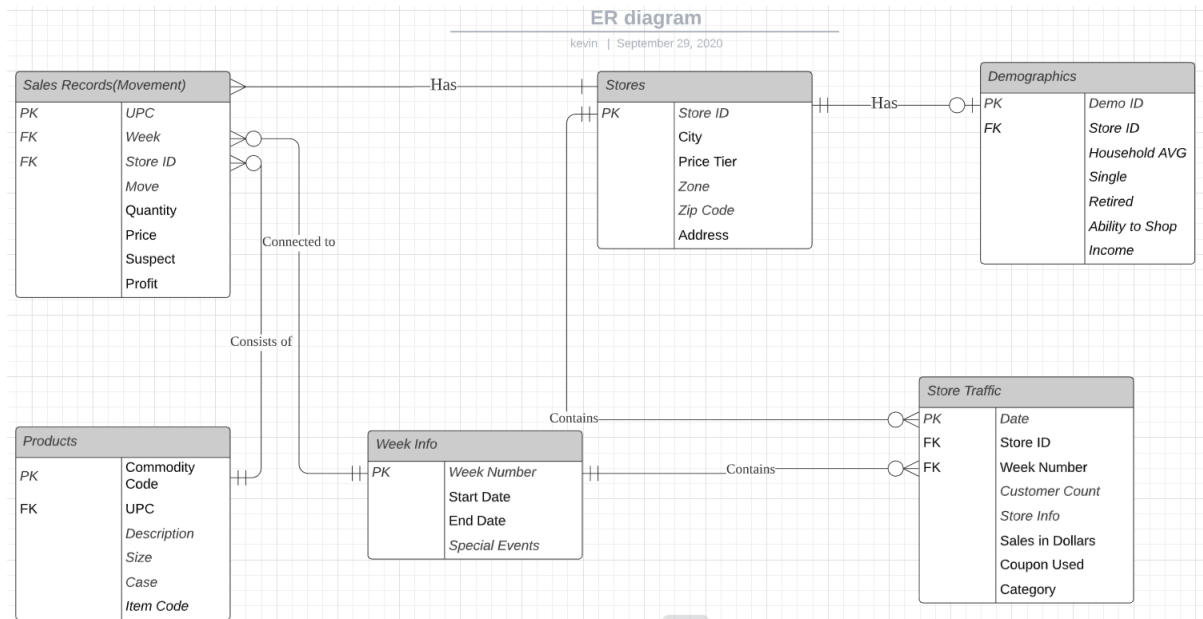 ER diagram
kevin | September 29, 2020
Sales Records(Movement)
PK UPC
FK Week
FK Store ID
Move
Quantity
Price
Suspect
Profit
Has
Stores
PK Store ID
City
Price Tier
Zone
Zip Code
Address
Has
Demographics
PK Demo ID
FK Store ID
Household AVG
Single
Retired
Ability to Shop
Income
Connected to
Consists of
Contains
Products
PK Commodity
Code
FK UPC
Description
Size
Case
Item Code
Week Info
PK Week Number
Start Date
End Date
Special Events
Contains
Store Traffic
PK Date
FK Store ID
FK Week Number
Customer Count
Store Info
Sales in Dollars
Coupon Used
Category